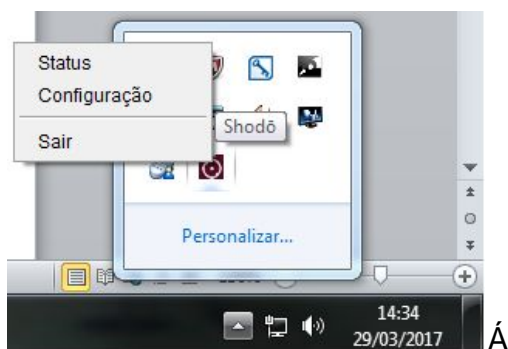 Status
Configuração
Sair
Shodō
Personalizar...
14:34
29/03/2017
Á